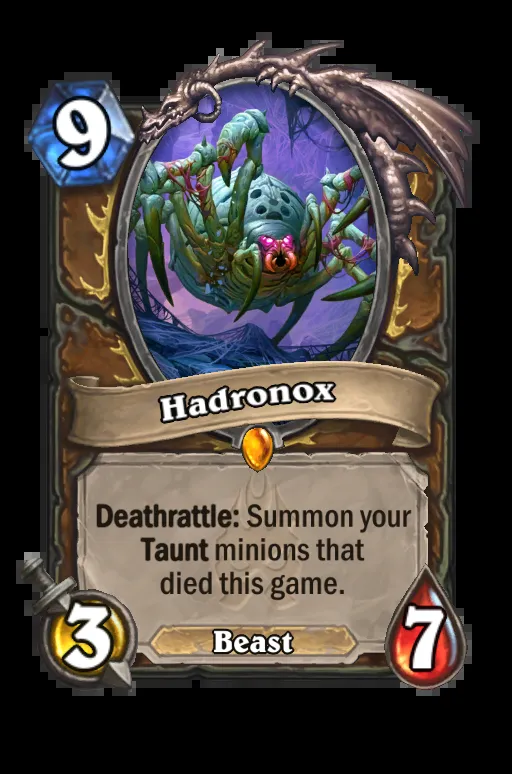 9
Hadronox
Deathrattle: Summon your
Taunt minions that
died this game.
3
Beast
7